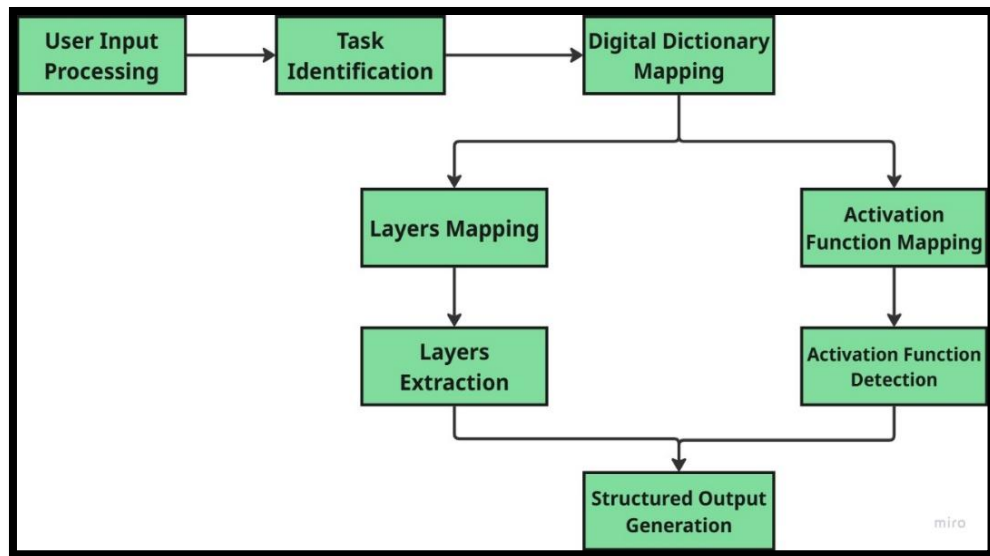 User Input
Processing
Task
Identification
Digital Dictionary
Mapping
Layers Mapping
Activation
Function Mapping
Layers
Extraction
Activation Function
Detection
Structured Output
Generation
miro